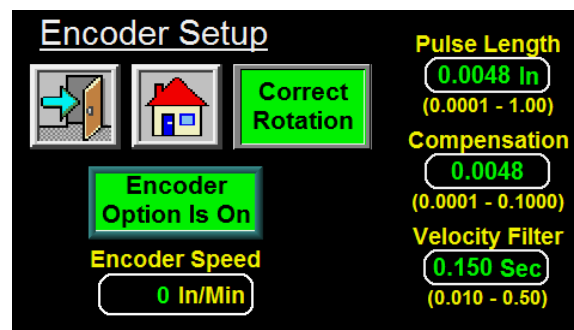 Encoder Setup
Correct
Rotation
Encoder
Option Is On
Encoder Speed
0 In/Min
Pulse Length
0.0048 In
(0.0001 - 1.00)
Compensation
0.0048
(0.0001 - 0.1000)
Velocity Filter
0.150 Sec
(0.010 - 0.50)